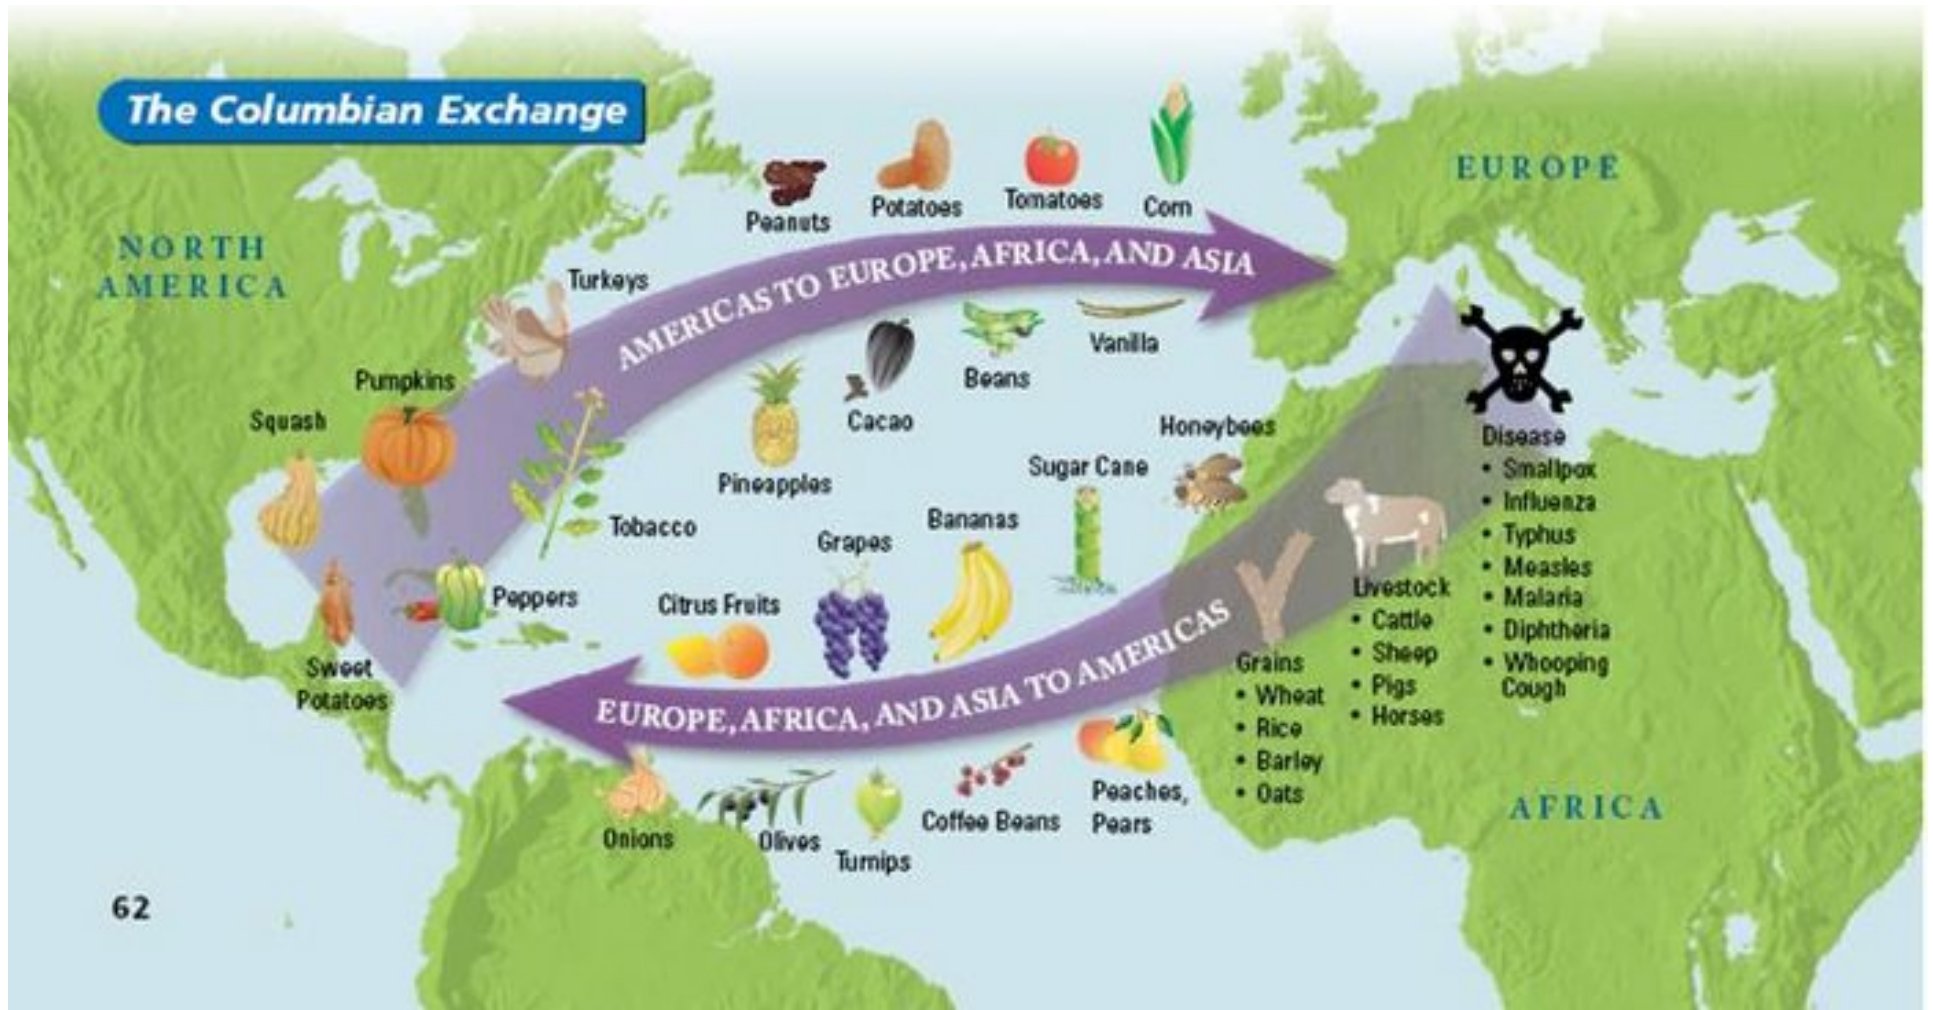 The Columbian Exchange
NORTH
AMERICA
EUROPE
AFRICA
Peanuts
Potatoes
Tomatoes
Corn
AMERICAS TO EUROPE, AFRICA, AND ASIA
Turkeys
Pumpkins
Squash
Tobacco
Peppers
Sweet
Potatoes
Pineapples
Cacao
Beans
Vanilla
Honeybees
Sugar Cane
Bananas
Grapes
Citrus Fruits
EUROPE, AFRICA, AND ASIA TO AMERICAS
Onions
Olives
Turnips
Coffee Beans
Peaches,
Pears
Grains
• Wheat
• Rice
• Barley
• Oats
Livestock
• Cattle
• Sheep
• Pigs
• Horses
Disease
• Smallpox
• Influenza
• Typhus
• Measles
• Malaria
• Diphtheria
• Whooping
Cough
62